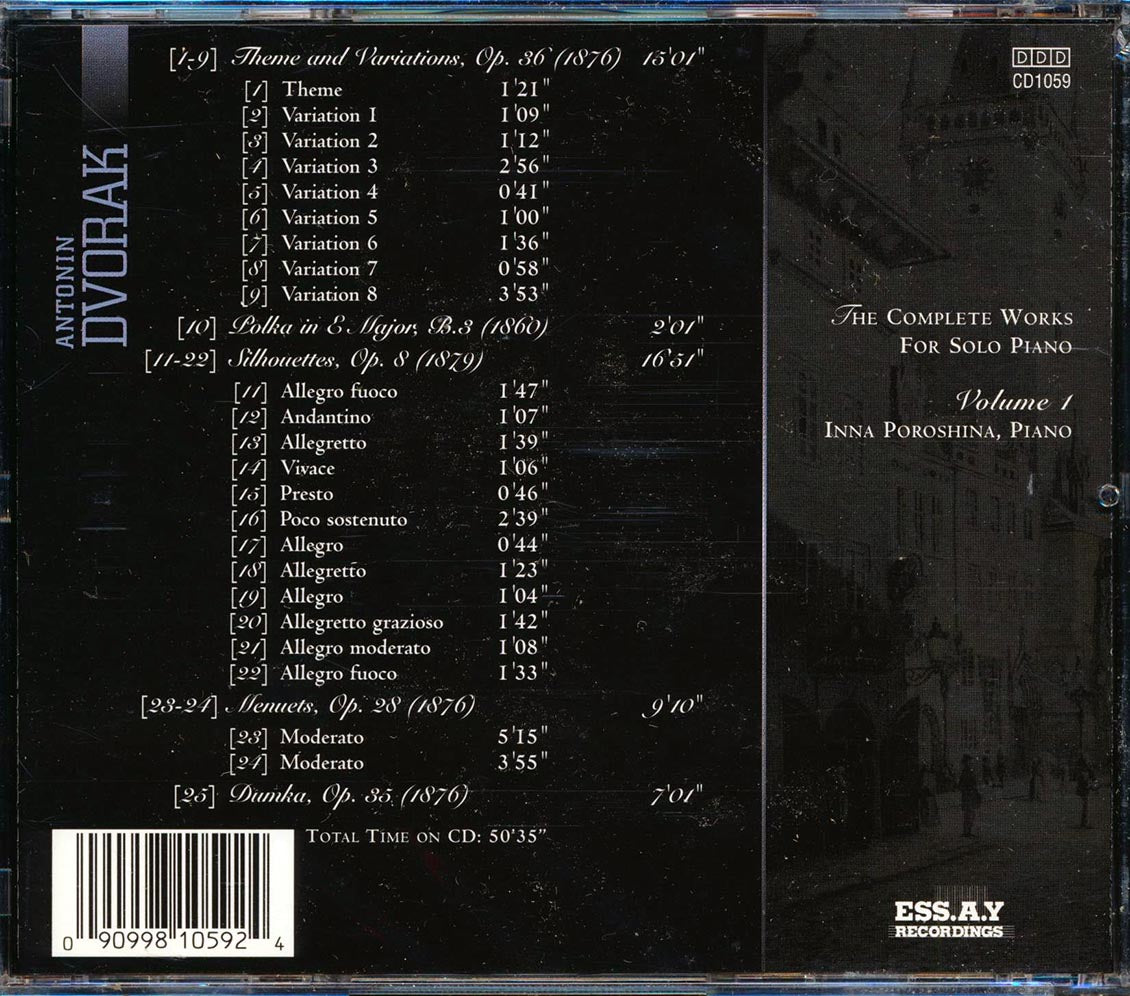 ANTONIN
DVORAK
[1-9] Theme and Variations, Op. 36 (1876) 15'01"
[1] Theme 1'21"
[2] Variation 1 1'09"
[3] Variation 2 1'12"
[4] Variation 3 2'56"
[5] Variation 4 0'41"
[6] Variation 5 1'00"
[7] Variation 6 1'36"
[8] Variation 7 0'58"
[9] Variation 8 3'53"
[10] Polka in E Major, B.3 (1860) 2'01"
[11-22] Silhouettes, Op. 8 (1879) 16'51"
[11] Allegro fuoco 1'47"
[12] Andantino 1'07"
[13] Allegretto 1'39"
[14] Vivace 1'06"
[15] Presto 0'46"
[16] Poco sostenuto 2'39"
[17] Allegro 0'44"
[18] Allegretto 1'23"
[19] Allegro 1'04"
[20] Allegretto grazioso 1'42"
[21] Allegro moderato 1'08"
[22] Allegro fuoco 1'33"
[23-24] Menuets, Op. 28 (1876) 9'10"
[23] Moderato 5'15"
[24] Moderato 3'55"
[25] Dumka, Op. 35 (1876) 7'01"
TOTAL TIME ON CD: 50'35"
0 90998 10592 4
DDD
CD1059
THE COMPLETE WORKS
FOR SOLO PIANO
Volume 1
INNA POROSHINA, PIANO
ESS.A.Y
RECORDINGS